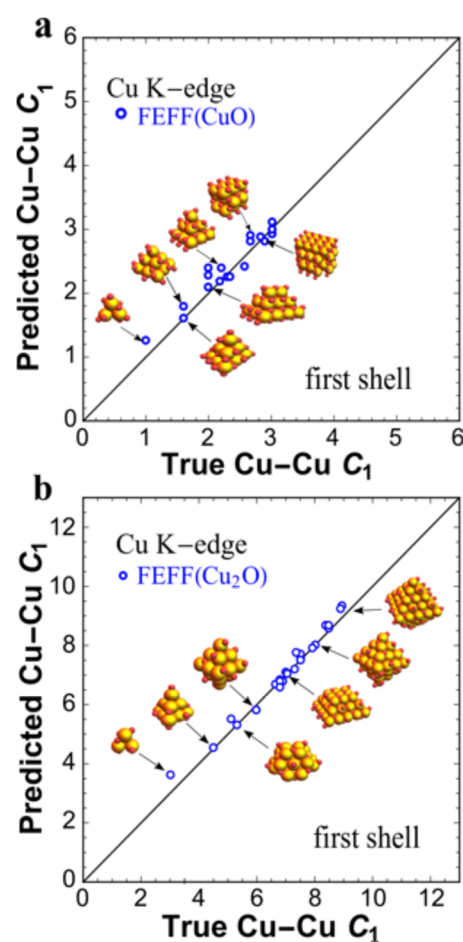 a
6
5
4
3
2
1
0
Predicted Cu−Cu C₁
Cu K−edge
FEFF(CuO)
first shell
0 1 2 3 4 5 6
True Cu−Cu C₁
b
12
10
8
6
4
2
0
Predicted Cu−Cu C₁
Cu K−edge
FEFF(Cu₂O)
first shell
0 2 4 6 8 10 12
True Cu−Cu C₁